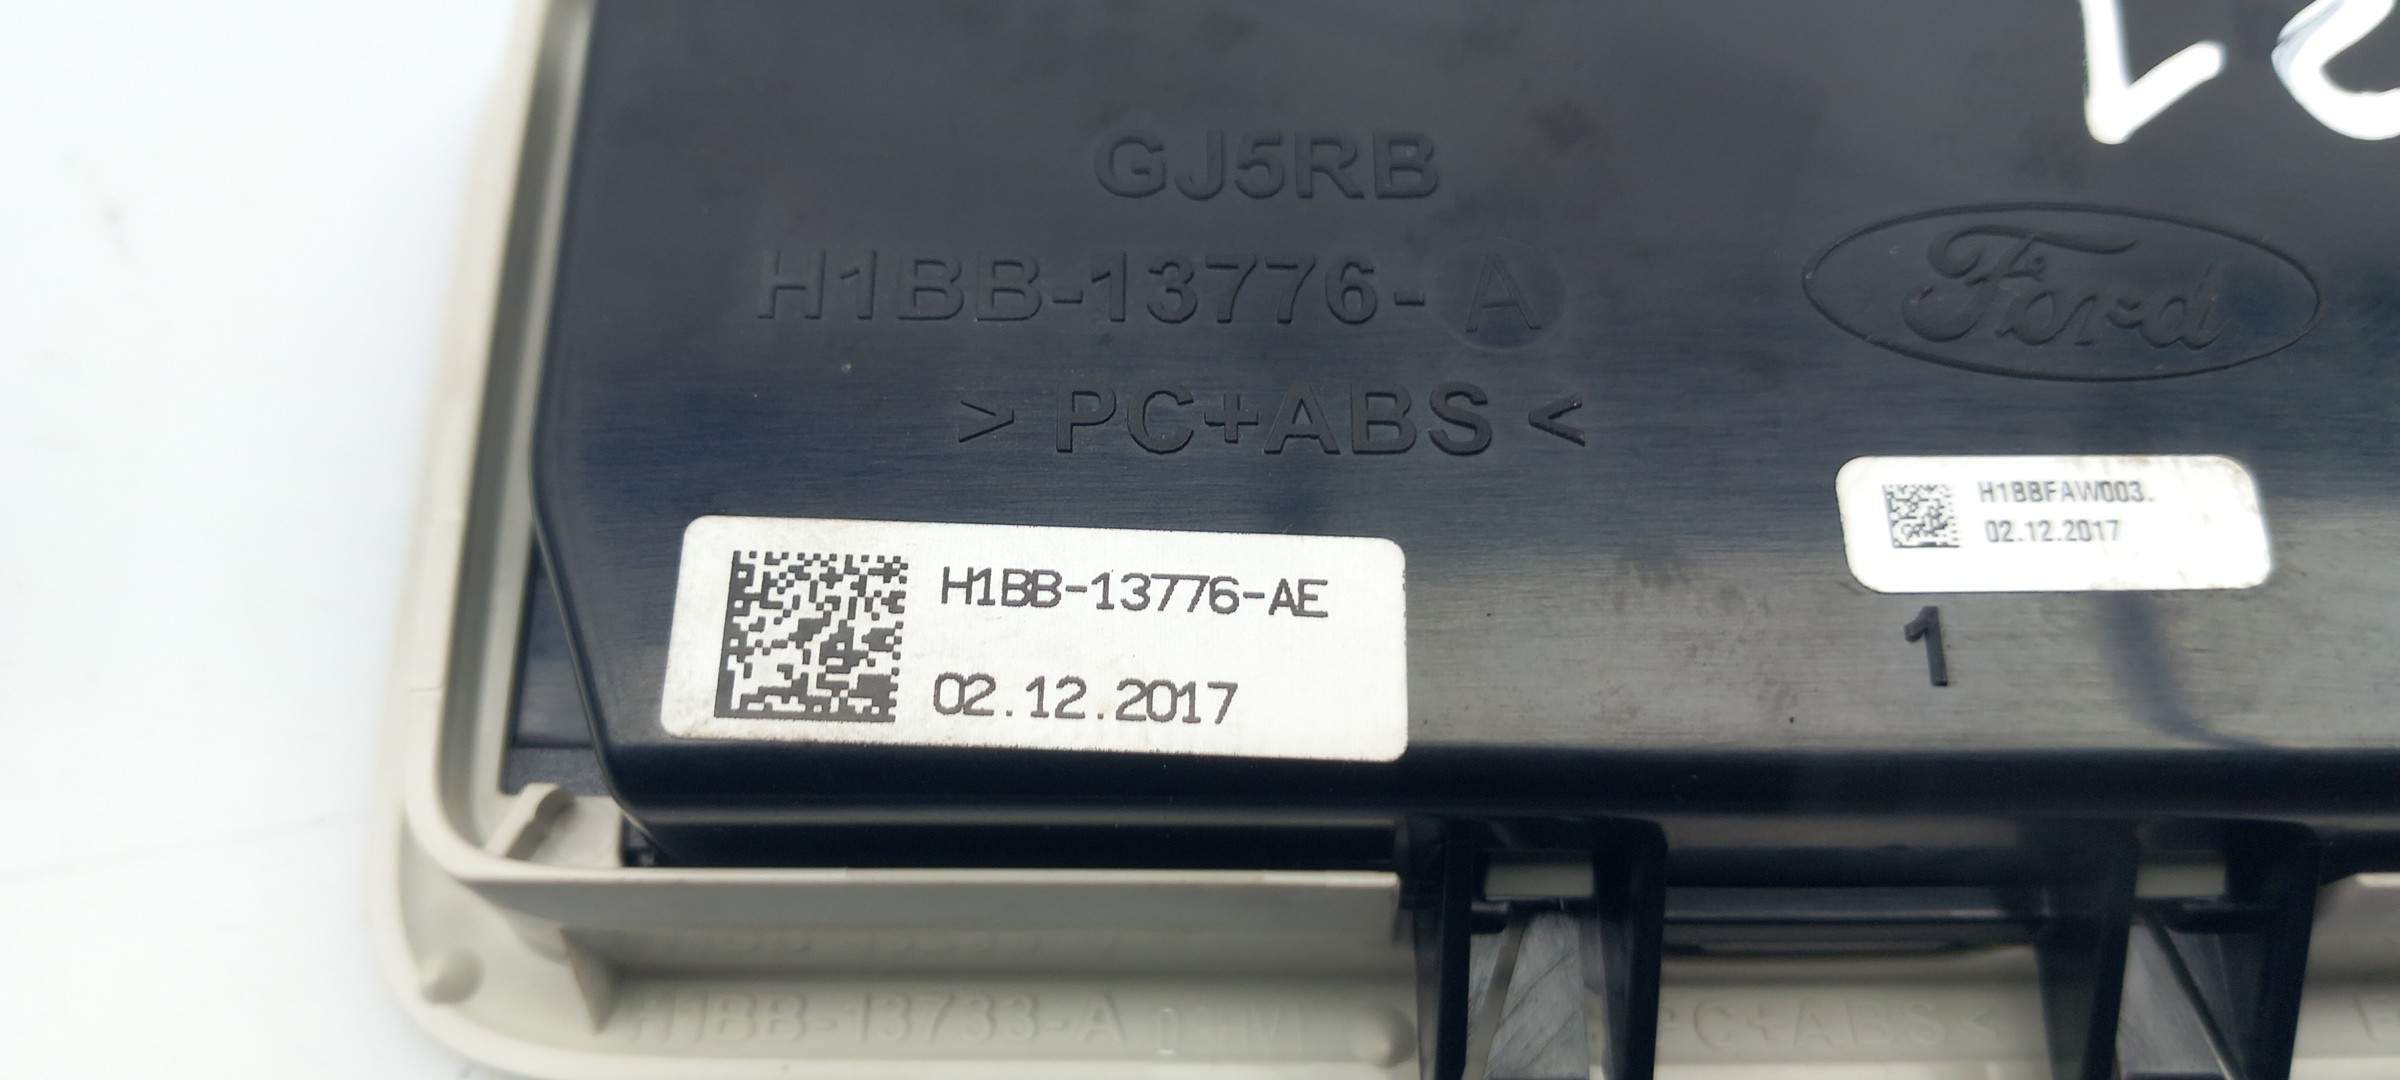 21
GJ5RB
H1BB-13776-A
Ford
>PC+ABS<
H1BBFAW003.
02.12.2017
H1BB-13776-AE
02.12.2017
1
H1BB-13733-A
PC+ABS<